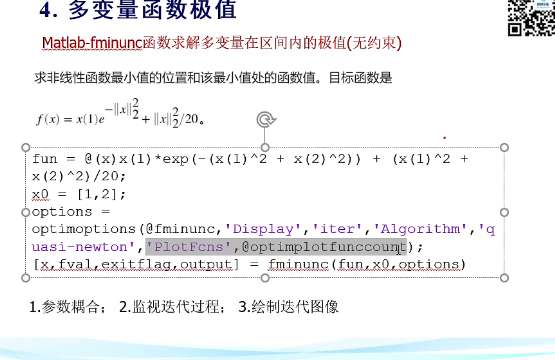 4. 多变量函数极值
Matlab-fminunc函数求解多变量在区间内的极值(无约束)
求非线性函数最小值的位置和该最小值处的函数值。目标函数是
f(x) = x(1)e^{-‖x‖₂²} + ‖x‖₂²/20。
fun = @(x)x(1)*exp(-(x(1)^2 + x(2)^2)) + (x(1)^2 +
x(2)^2)/20;
x0 = [1,2];
options =
optimoptions(@fminunc,'Display','iter','Algorithm','q
uasi-newton','PlotFcns',@optimplotfunccount);
[x,fval,exitflag,output] = fminunc(fun,x0,options)
1.参数耦合; 2.监视迭代过程; 3.绘制迭代图像